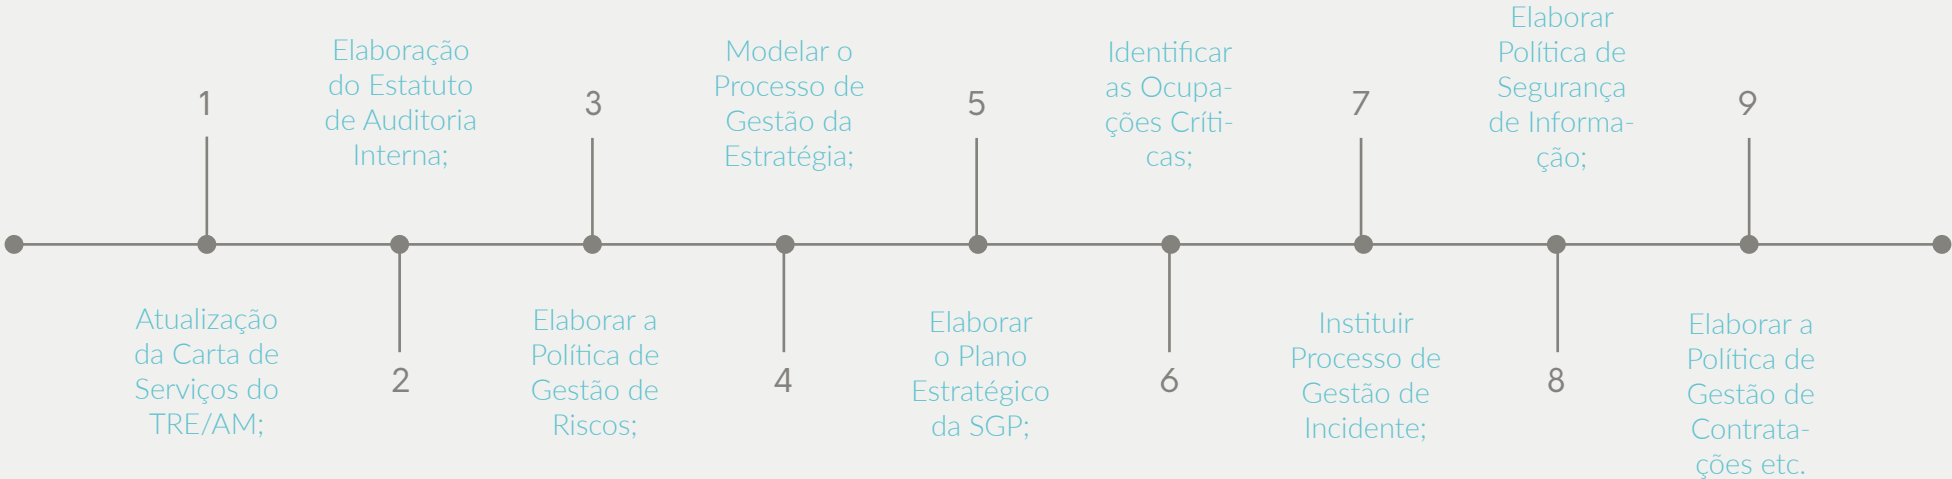 1
Atualização
da Carta de
Serviços do
TRE/AM;
Elaboração
do Estatuto
de Auditoria
Interna;
2
3
Elaborar a
Política de
Gestão de
Riscos;
Modelar o
Processo de
Gestão da
Estratégia;
4
5
Elaborar
o Plano
Estratégico
da SGP;
Identificar
as Ocupa-
ções Críti-
cas;
6
7
Instituir
Processo de
Gestão de
Incidente;
Elaborar
Política de
Segurança
de Informa-
ção;
8
9
Elaborar a
Política de
Gestão de
Contrata-
ções etc.